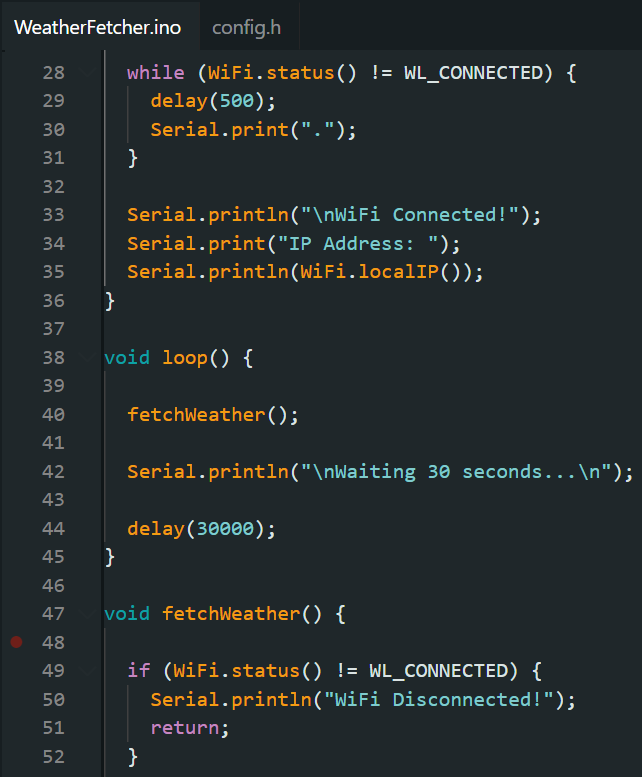 WeatherFetcher.ino config.h
28 while (WiFi.status() != WL_CONNECTED) {
29 delay(500);
30 Serial.print(".");
31 }
32
33 Serial.println("\nWiFi Connected!");
34 Serial.print("IP Address: ");
35 Serial.println(WiFi.localIP());
36 }
37
38 void loop() {
39
40 fetchWeather();
41
42 Serial.println("\nWaiting 30 seconds...\n");
43
44 delay(30000);
45 }
46
47 void fetchWeather() {
48
49 if (WiFi.status() != WL_CONNECTED) {
50 Serial.println("WiFi Disconnected!");
51 return;
52 }